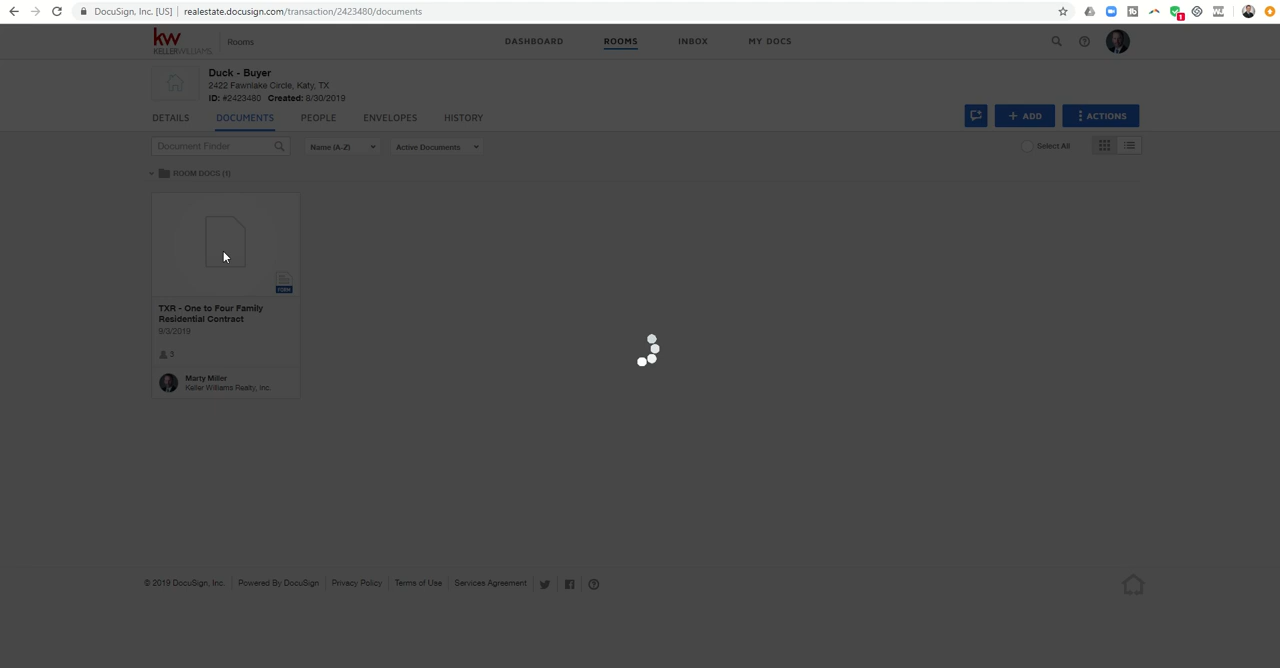 DocuSign, Inc. [US]
realestate.docusign.com/transaction/2423480/documents
1
kw
KELLERWILLIAMS.
Rooms
DASHBOARD
ROOMS
INBOX
MY DOCS
Duck - Buyer
2422 Fawnlake Circle, Katy, TX
ID: #2423480 Created: 8/30/2019
DETAILS
DOCUMENTS
PEOPLE
ENVELOPES
HISTORY
+ ADD
ACTIONS
Document Finder
Name (A-Z)
Active Documents
Select All
ROOM DOCS (1)
FORM
TXR - One to Four Family
Residential Contract
9/3/2019
3
Marty Miller
Keller Williams Realty, Inc.
© 2019 DocuSign, Inc.
Powered By DocuSign
Privacy Policy
Terms of Use
Services Agreement